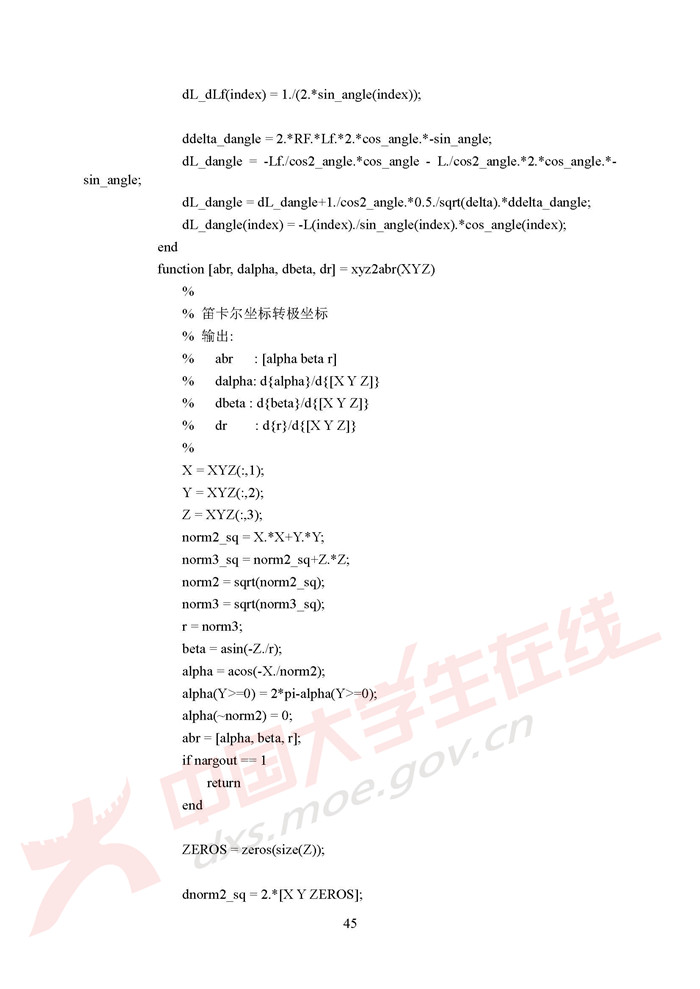 dL_dLf(index) = 1./(2.*sin_angle(index));
ddelta_dangle = 2.*RF.*Lf.*2.*cos_angle.*-sin_angle;
dL_dangle = -Lf./cos2_angle.*cos_angle - L./cos2_angle.*2.*cos_angle.*-
sin_angle;
dL_dangle = dL_dangle+1./cos2_angle.*0.5./sqrt(delta).*ddelta_dangle;
dL_dangle(index) = -L(index)./sin_angle(index).*cos_angle(index);
end
function [abr, dalpha, dbeta, dr] = xyz2abr(XYZ)
%
% 笛卡尔坐标转极坐标
% 输出:
% abr : [alpha beta r]
% dalpha: d{alpha}/d{[X Y Z]}
% dbeta : d{beta}/d{[X Y Z]}
% dr : d{r}/d{[X Y Z]}
%
X = XYZ(:,1);
Y = XYZ(:,2);
Z = XYZ(:,3);
norm2_sq = X.*X+Y.*Y;
norm3_sq = norm2_sq+Z.*Z;
norm2 = sqrt(norm2_sq);
norm3 = sqrt(norm3_sq);
r = norm3;
beta = asin(-Z./r);
alpha = acos(-X./norm2);
alpha(Y>=0) = 2*pi-alpha(Y>=0);
alpha(~norm2) = 0;
abr = [alpha, beta, r];
if nargout == 1
return
end
ZEROS = zeros(size(Z));
dnorm2_sq = 2.*[X Y ZEROS];
45
中国大学生在线
dxs.moe.gov.cn